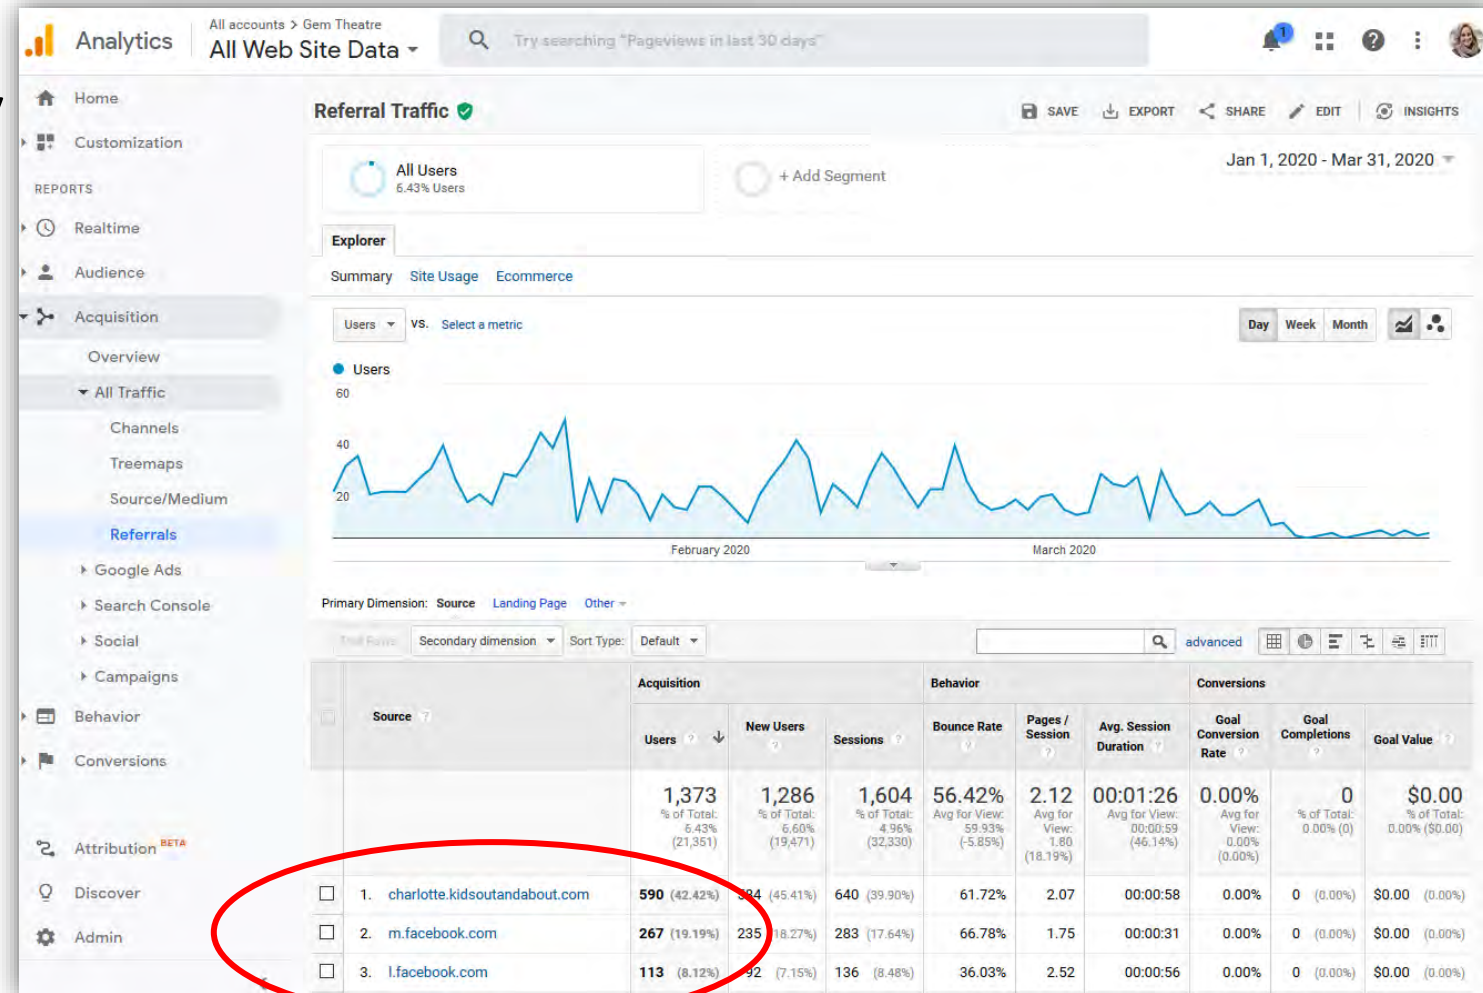 All accounts > Gem Theatre
Analytics
All Web Site Data
Try searching "Pageviews in last 30 days"
1
Home
Customization
REPORTS
Realtime
Audience
Acquisition
Overview
All Traffic
Channels
Treemaps
Source/Medium
Referrals
Google Ads
Search Console
Social
Campaigns
Behavior
Conversions
Attribution BETA
Discover
Admin
Referral Traffic
SAVE EXPORT SHARE EDIT INSIGHTS
All Users
6.43% Users
+ Add Segment
Jan 1, 2020 - Mar 31, 2020
Explorer
Summary Site Usage Ecommerce
Users VS. Select a metric
Day Week Month
Users
60
40
20
February 2020 March 2020
Primary Dimension: Source Landing Page Other
Secondary dimension Sort Type: Default advanced
Acquisition Behavior Conversions
Source ? Users ? New Users ? Sessions ? Bounce Rate ? Pages / Session ? Avg. Session Duration ? Goal Conversion Rate ? Goal Completions ? Goal Value ?
1,373 1,286 1,604 56.42% 2.12 00:01:26 0.00% 0 $0.00
% of Total: 6.43% (21,351) % of Total: 6.60% (19,471) % of Total: 4.96% (32,330) Avg for View: 59.93% (-5.85%) Avg for View: 1.80 (18.19%) Avg for View: 00:00:59 (46.14%) Avg for View: 0.00% (0.00%) % of Total: 0.00% (0) % of Total: 0.00% ($0.00)
1. charlotte.kidsoutandabout.com 590 (42.42%) (45.41%) 640 (39.90%) 61.72% 2.07 00:00:58 0.00% 0 (0.00%) $0.00 (0.00%)
2. m.facebook.com 267 (19.19%) 235 (18.27%) 283 (17.64%) 66.78% 1.75 00:00:31 0.00% 0 (0.00%) $0.00 (0.00%)
3. l.facebook.com 113 (8.12%) 92 (7.15%) 136 (8.48%) 36.03% 2.52 00:00:56 0.00% 0 (0.00%) $0.00 (0.00%)